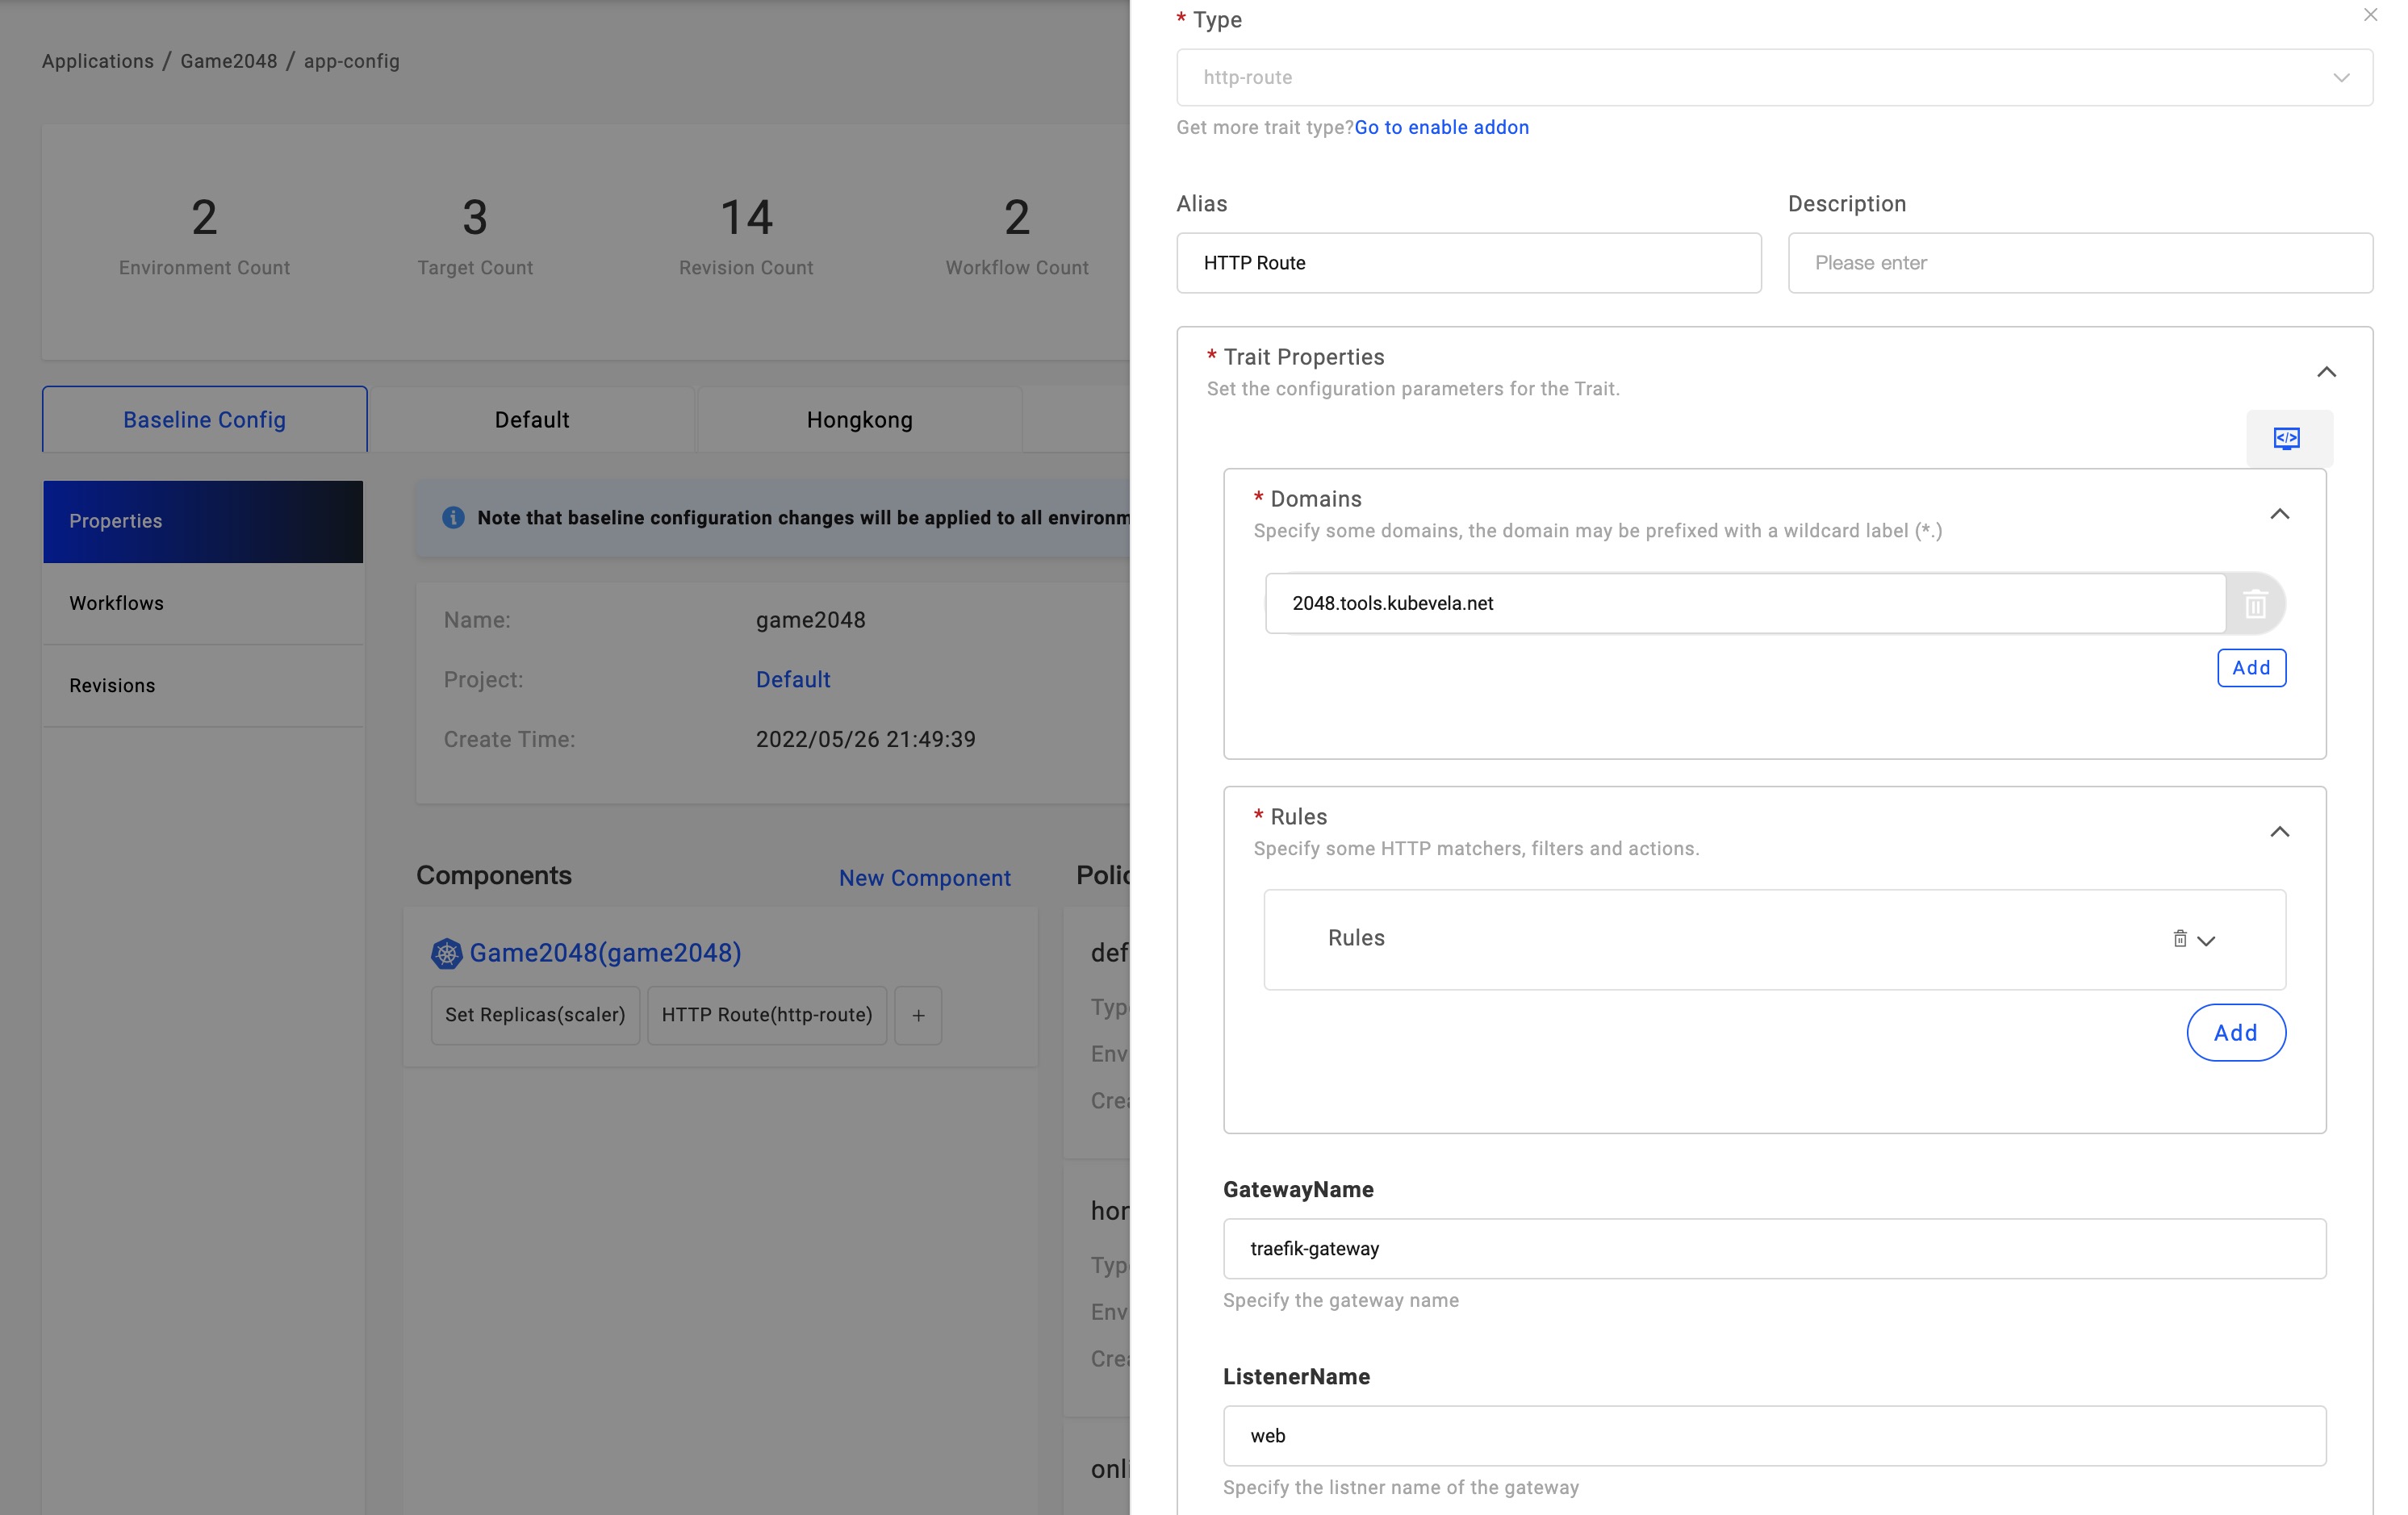 Applications / Game2048 / app-config
2
Environment Count
3
Target Count
14
Revision Count
2
Workflow Count
Baseline Config
Default
Hongkong
Properties
Workflows
Revisions
Note that baseline configuration changes will be applied to all environm
Name:
game2048
Project:
Default
Create Time:
2022/05/26 21:49:39
Components
New Component
Game2048(game2048)
Set Replicas(scaler)
HTTP Route(http-route)
+
Polic
def
Typ
Env
Crea
hor
Typ
Env
Crea
onli
* Type
http-route
Get more trait type?Go to enable addon
Alias
HTTP Route
Description
Please enter
* Trait Properties
Set the configuration parameters for the Trait.
</>
* Domains
Specify some domains, the domain may be prefixed with a wildcard label (*.)
2048.tools.kubevela.net
Add
* Rules
Specify some HTTP matchers, filters and actions.
Rules
Add
GatewayName
traefik-gateway
Specify the gateway name
ListenerName
web
Specify the listner name of the gateway